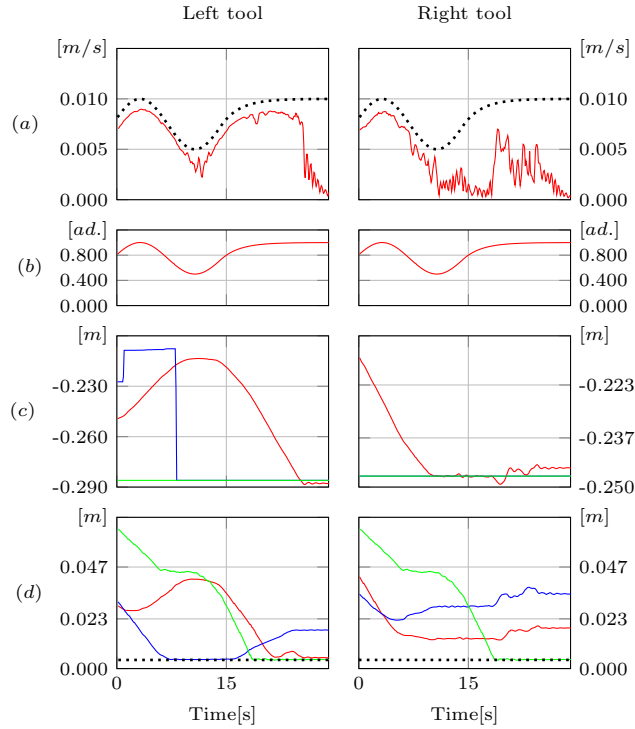 Left tool Right tool
[m/s] [m/s]
0.010 0.010
(a)
0.005 0.005
0.000 0.000
[ad.] [ad.]
0.800 0.800
(b)
0.400 0.400
0.000 0.000
[m] [m]
-0.230 -0.223
(c)
-0.260 -0.237
-0.290 -0.250
[m] [m]
0.047 0.047
(d)
0.023 0.023
0.000 0.000
0 15 0 15
Time[s] Time[s]